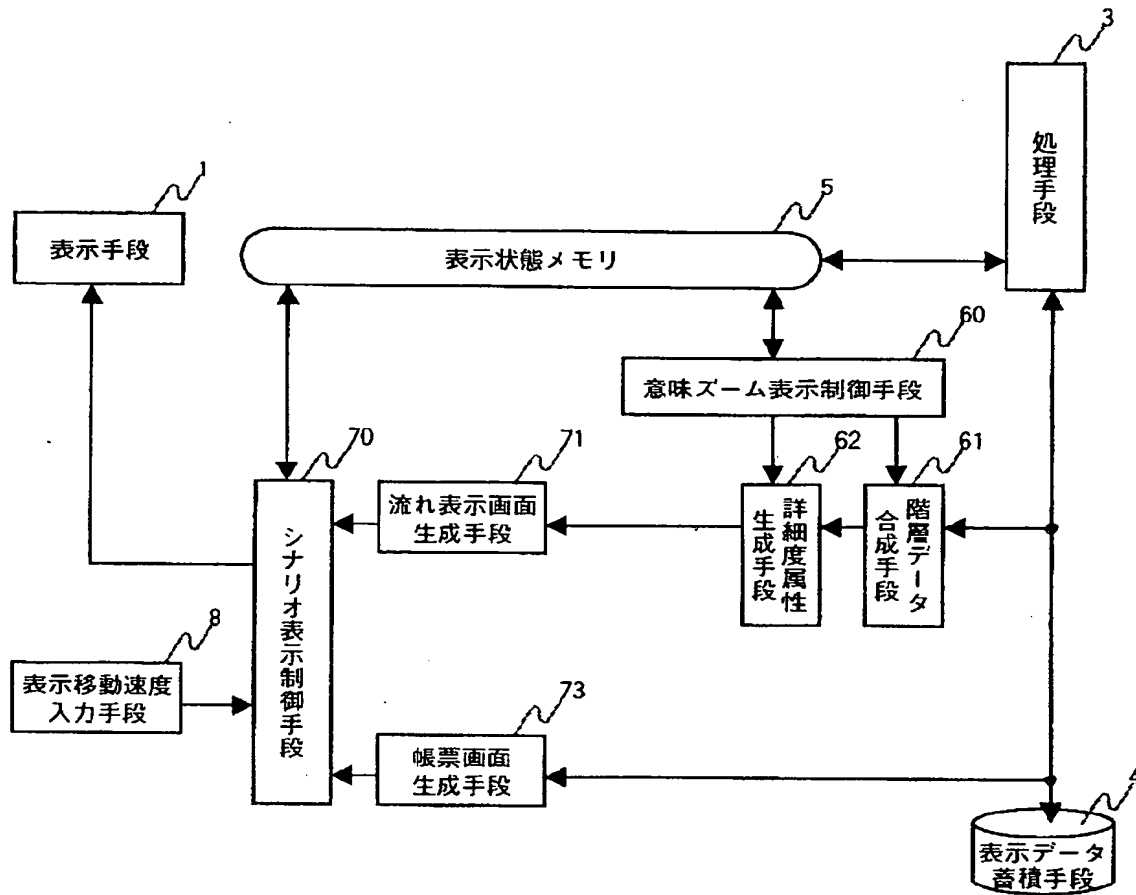 3
処理手段
1
表示手段
5
表示状態メモリ
60
意味ズーム表示制御手段
70
シナリオ表示制御手段
71
流れ表示画面
生成手段
62
詳細度属性
生成手段
61
階層データ
合成手段
8
表示移動速度
入力手段
73
帳票画面
生成手段
4
表示データ
蓄積手段